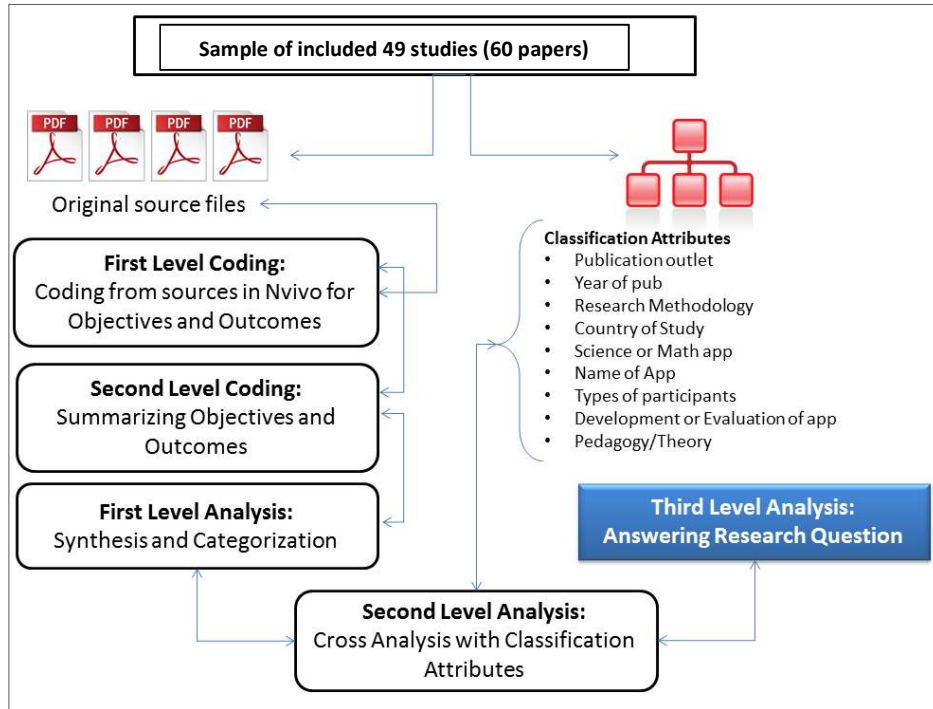 Sample of included 49 studies (60 papers)
PDF PDF PDF PDF
Original source files
First Level Coding:
Coding from sources in Nvivo for
Objectives and Outcomes
Second Level Coding:
Summarizing Objectives and
Outcomes
First Level Analysis:
Synthesis and Categorization
Classification Attributes
• Publication outlet
• Year of pub
• Research Methodology
• Country of Study
• Science or Math app
• Name of App
• Types of participants
• Development or Evaluation of app
• Pedagogy/Theory
Third Level Analysis:
Answering Research Question
Second Level Analysis:
Cross Analysis with Classification
Attributes